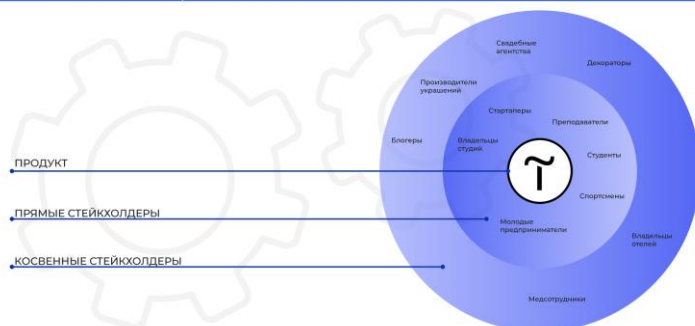 Свадебные
агентства
Декораторы
Производители
украшений
Стартаперы
Преподаватели
Блогеры
Владельцы
студий
Студенты
ПРОДУКТ
Спортсмены
ПРЯМЫЕ СТЕЙКХОЛДЕРЫ
Молодые
предприниматели
Владельцы
отелей
КОСВЕННЫЕ СТЕЙКХОЛДЕРЫ
Медсотрудники